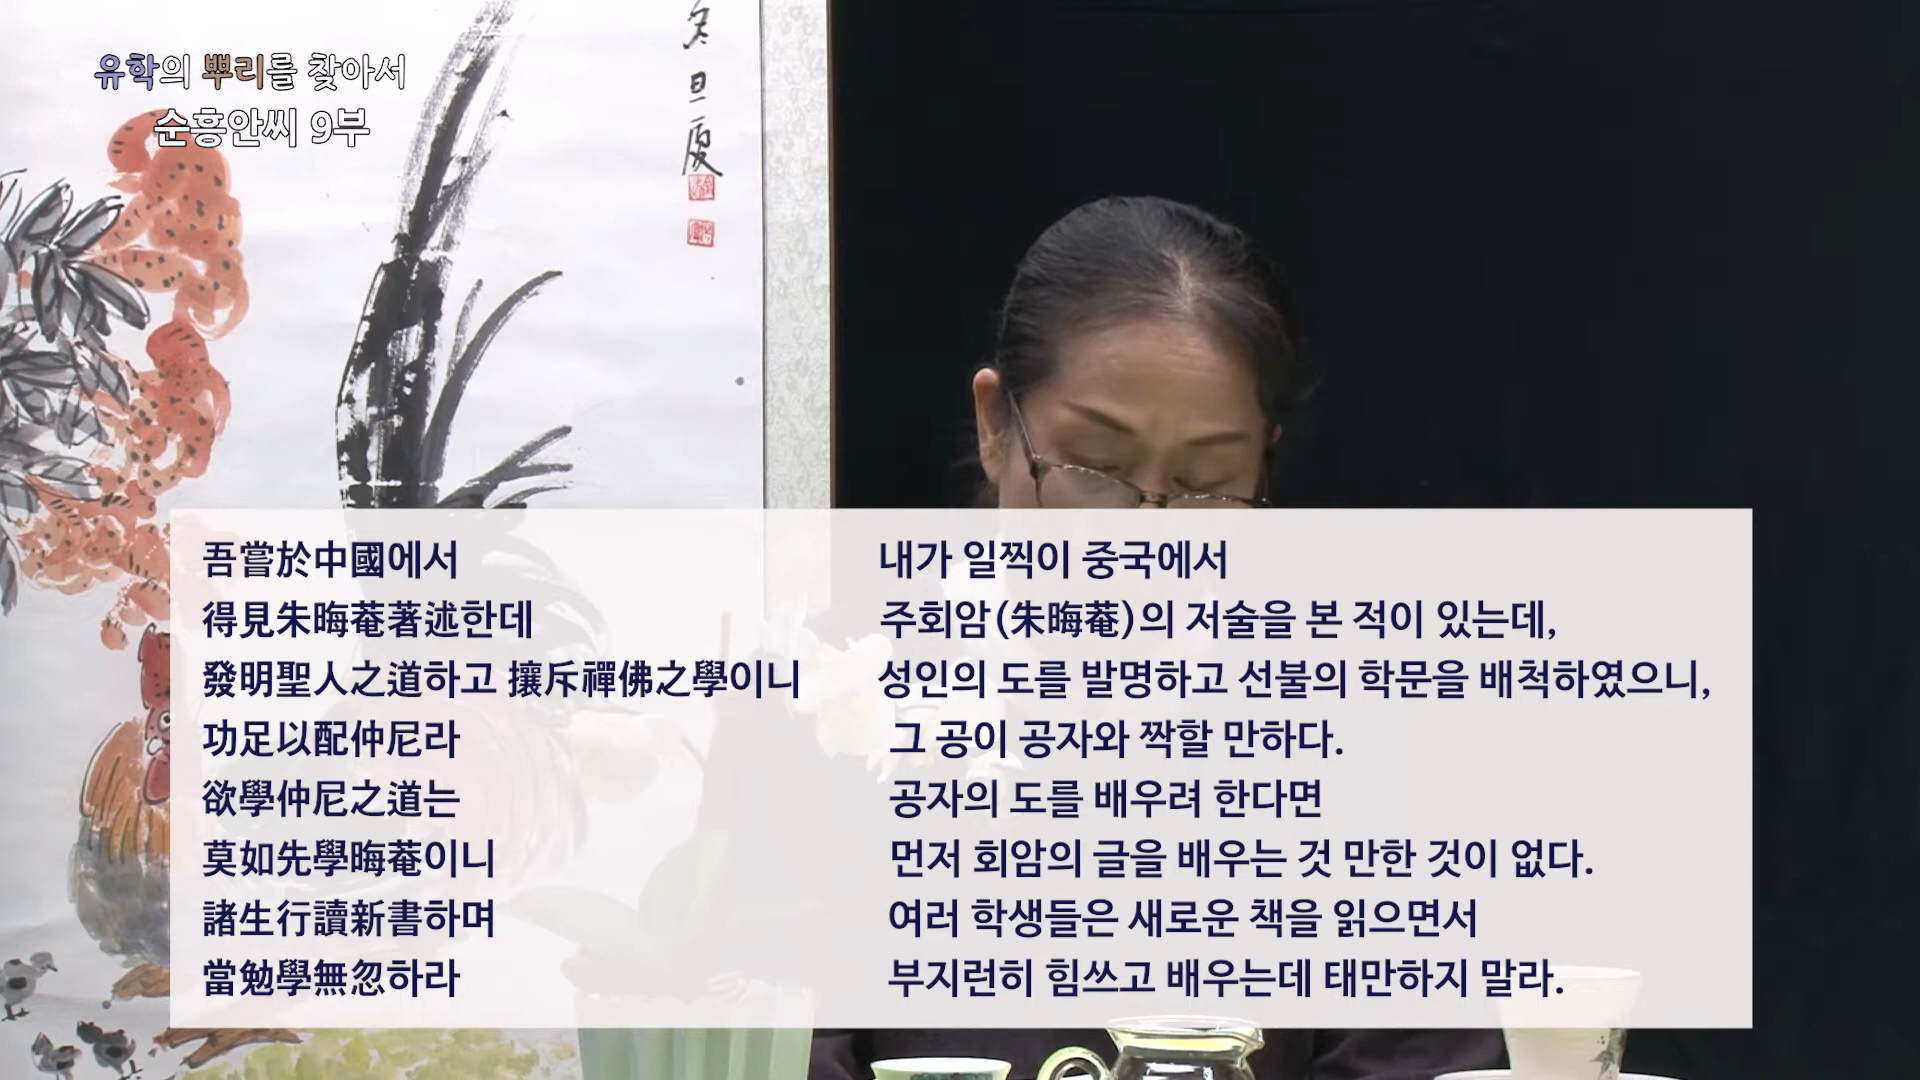 유학의 뿌리를 찾아서
순흥안씨 9부
旦
吾嘗於中國에서
得見朱晦菴著述한데
發明聖人之道하고 攘斥禪佛之學이니
功足以配仲尼라
欲學仲尼之道는
莫如先學晦菴이니
諸生行讀新書하며
當勉學無忽하라
내가 일찍이 중국에서
주회암(朱晦菴)의 저술을 본 적이 있는데,
성인의 도를 발명하고 선불의 학문을 배척하였으니,
그 공이 공자와 짝할 만하다.
공자의 도를 배우려 한다면
먼저 회암의 글을 배우는 것 만한 것이 없다.
여러 학생들은 새로운 책을 읽으면서
부지런히 힘쓰고 배우는데 태만하지 말라.